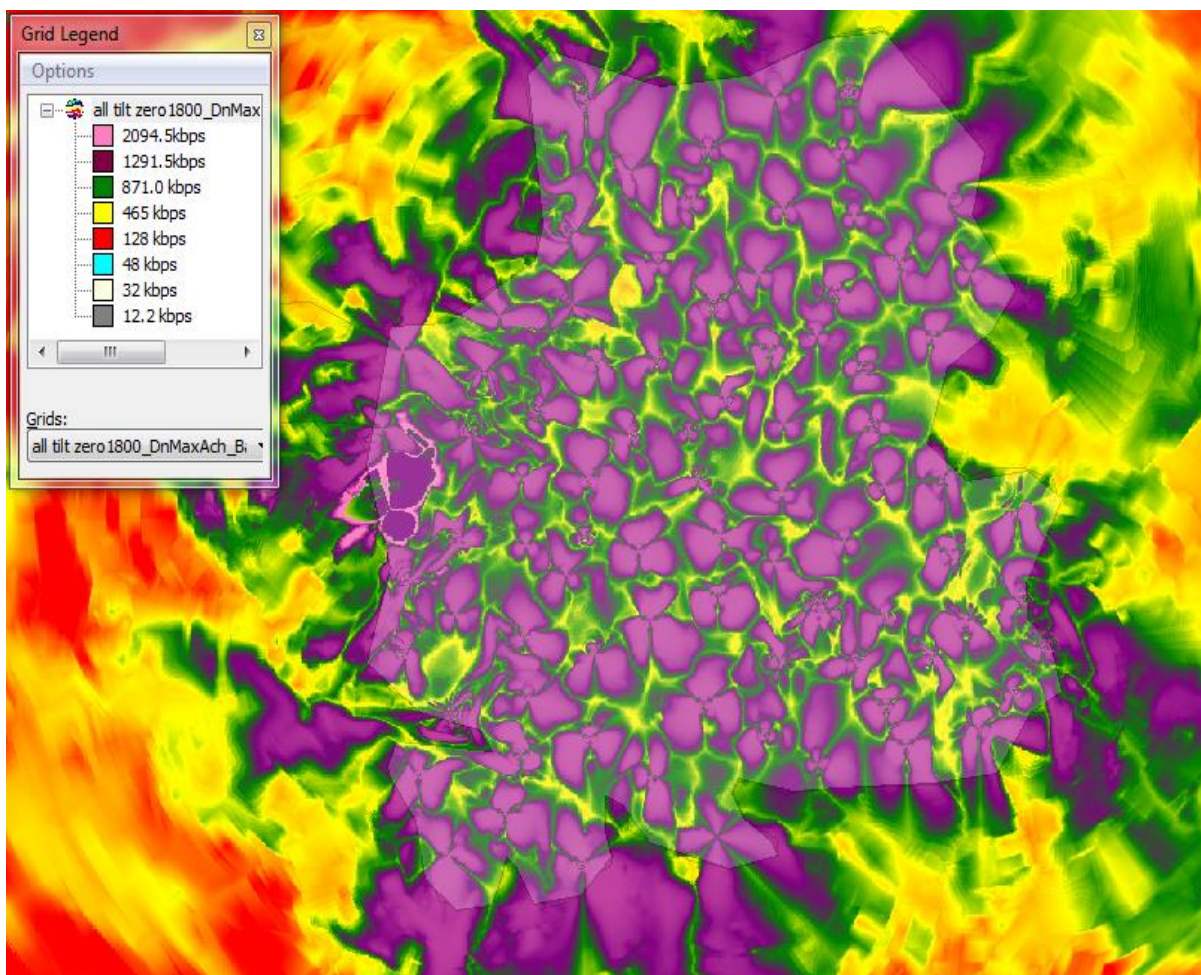 Grid Legend
Options
all tilt zero1800_DnMax
2094.5kbps
1291.5kbps
871.0 kbps
465 kbps
128 kbps
48 kbps
32 kbps
12.2 kbps
Grids:
all tilt zero1800_DnMaxAch_B